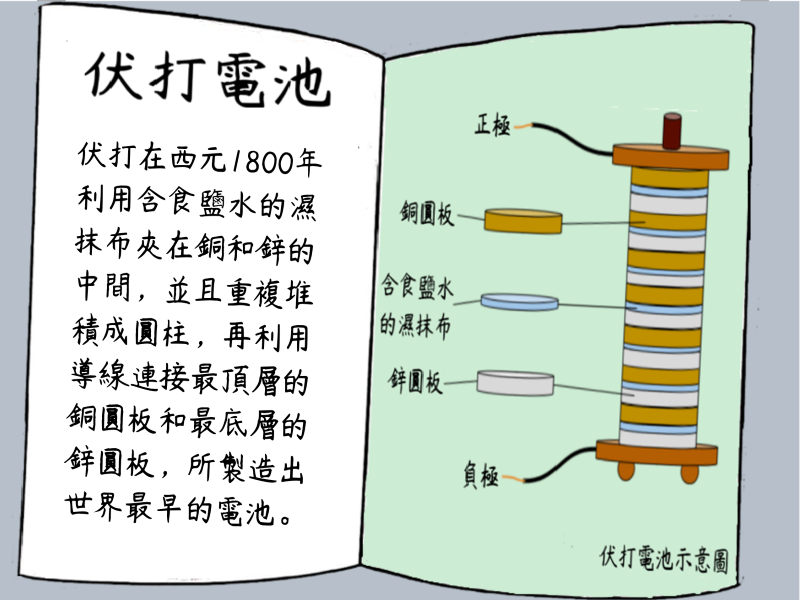 伏打電池
伏打在西元1800年
利用含食鹽水的濕
抹布夾在銅和鋅的
中間，並且重複堆
積成圓柱，再利用
導線連接最頂層的
銅圓板和最底層的
鋅圓板，所製造出
世界最早的電池。
正極
銅圓板
含食鹽水
的濕抹布
鋅圓板
負極
伏打電池示意圖